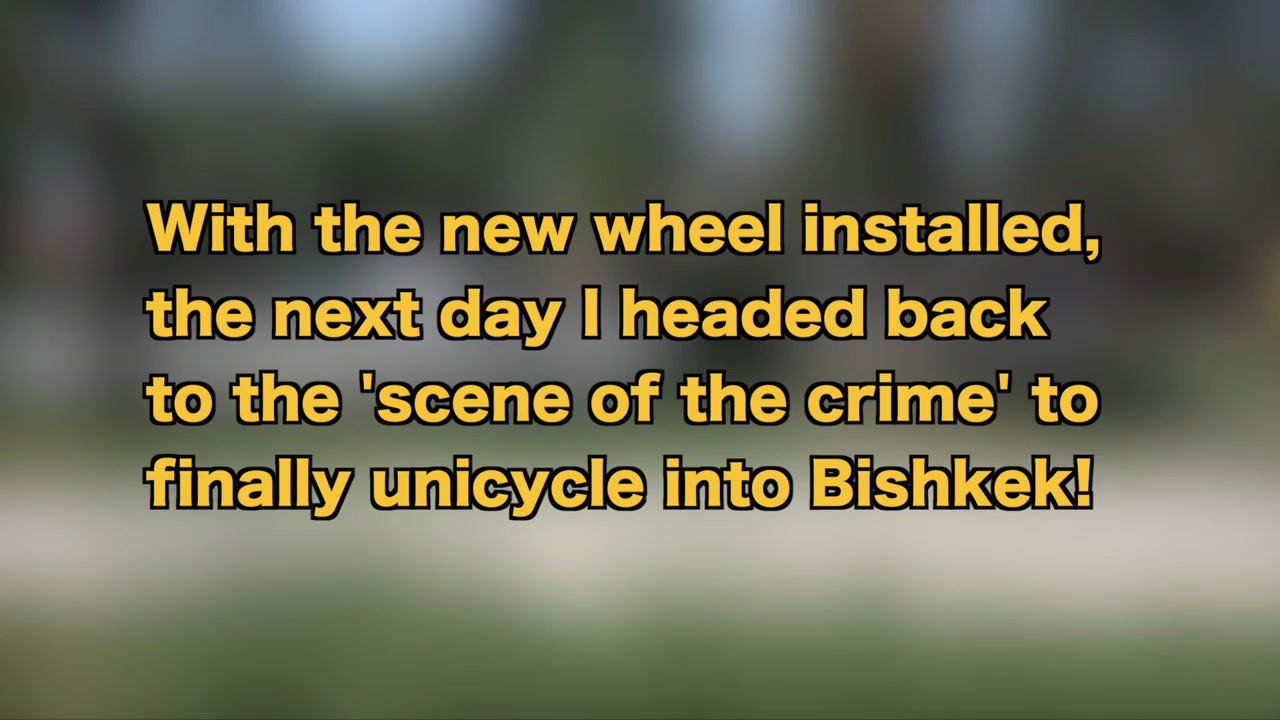 With the new wheel installed,
the next day I headed back
to the 'scene of the crime' to
finally unicycle into Bishkek!